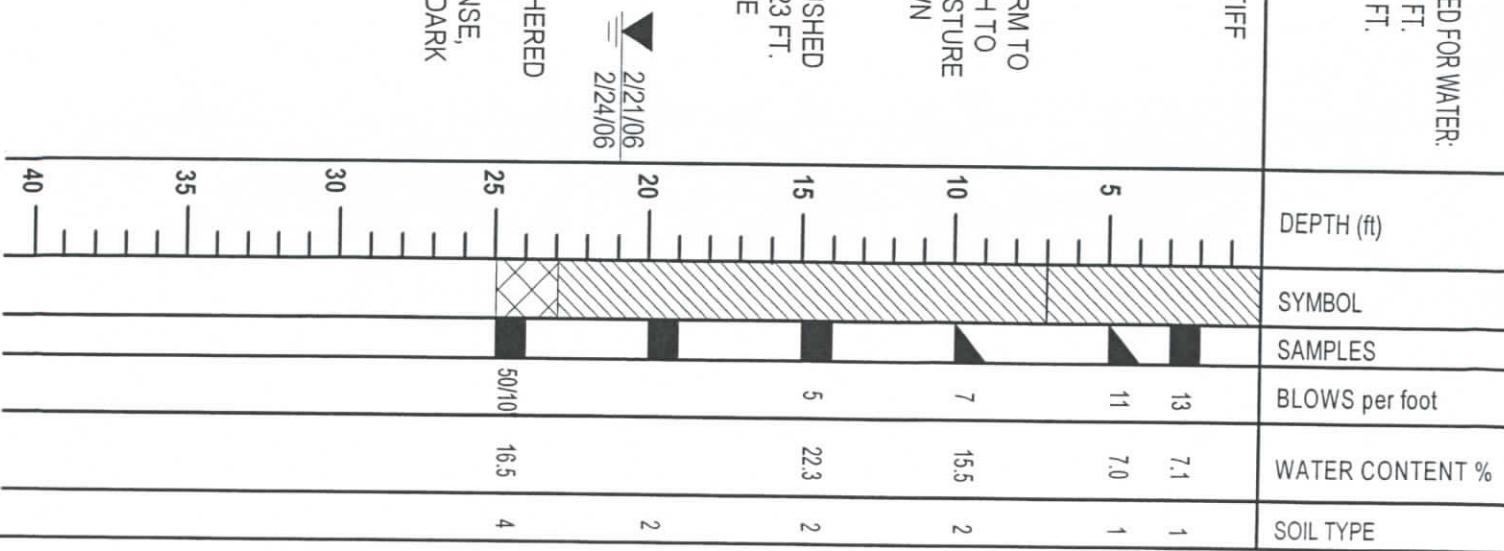 ED FOR WATER:
FT.
FT.
DEPTH (ft)
SYMBOL
SAMPLES
BLOWS per foot
WATER CONTENT %
SOIL TYPE
TIFF
13 7.1 1
5 11 7.0 1
RM TO
H TO
STURE
WN
10 7 15.5 2
SHED
23 FT.
E
15 5 22.3 2
2/21/06
2/24/06
20 2
HERED
NSE,
DARK
25 50/10" 16.5 4
30
35
40